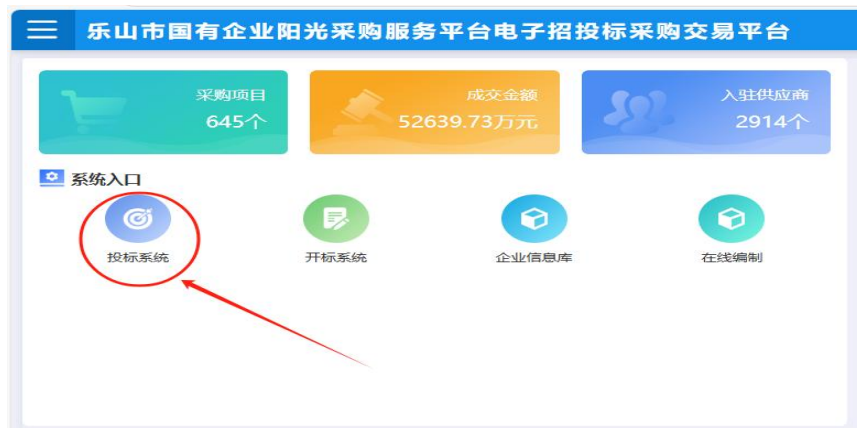 乐山市国有企业阳光采购服务平台电子招投标采购交易平台
采购项目
645个
成交金额
52639.73万元
入驻供应商
2914个
系统入口
投标系统
开标系统
企业信息库
在线编制